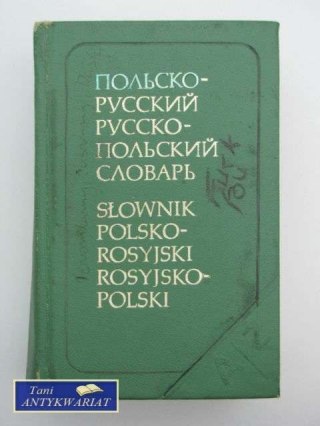 ПОЛЬСКО-
РУССКИЙ
РУССКО-
ПОЛЬСКИЙ
СЛОВАРЬ
SŁOWNIK
POLSKO-
ROSYJSKI
ROSYJSKO-
POLSKI
Tani
ANTYKWARIAT